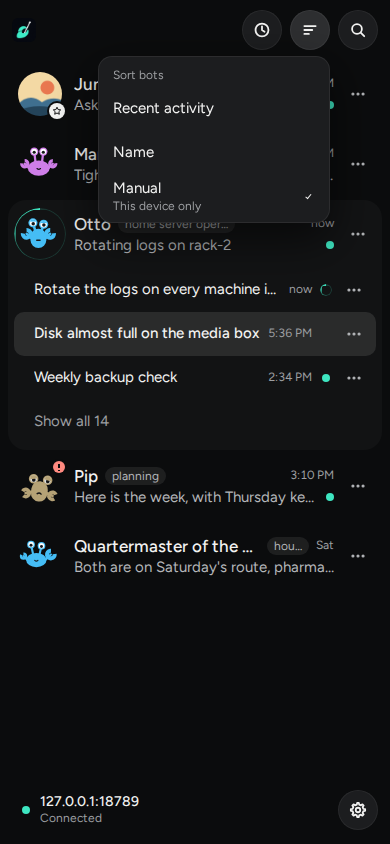 Sort bots
Recent activity
Name
Manual
This device only
Otto home server oper... now
Rotating logs on rack-2
Rotate the logs on every machine i... now
Disk almost full on the media box 5:36 PM
Weekly backup check 2:34 PM
Show all 14
Pip planning 3:10 PM
Here is the week, with Thursday ke...
Quartermaster of the ... hou... Sat
Both are on Saturday's route, pharma...
127.0.0.1:18789
Connected